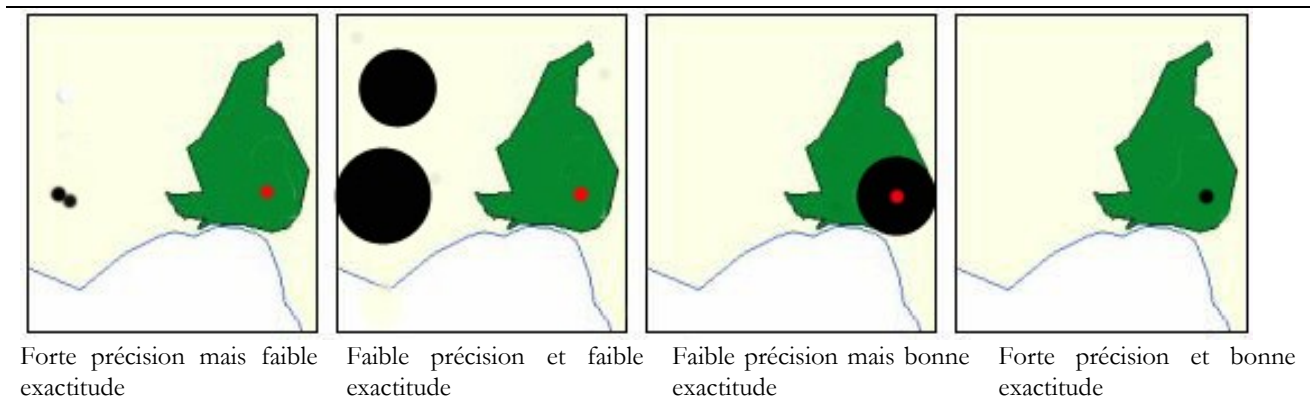 Forte précision mais faible
exactitude
Faible précision et faible
exactitude
Faible précision mais bonne
exactitude
Forte précision et bonne
exactitude